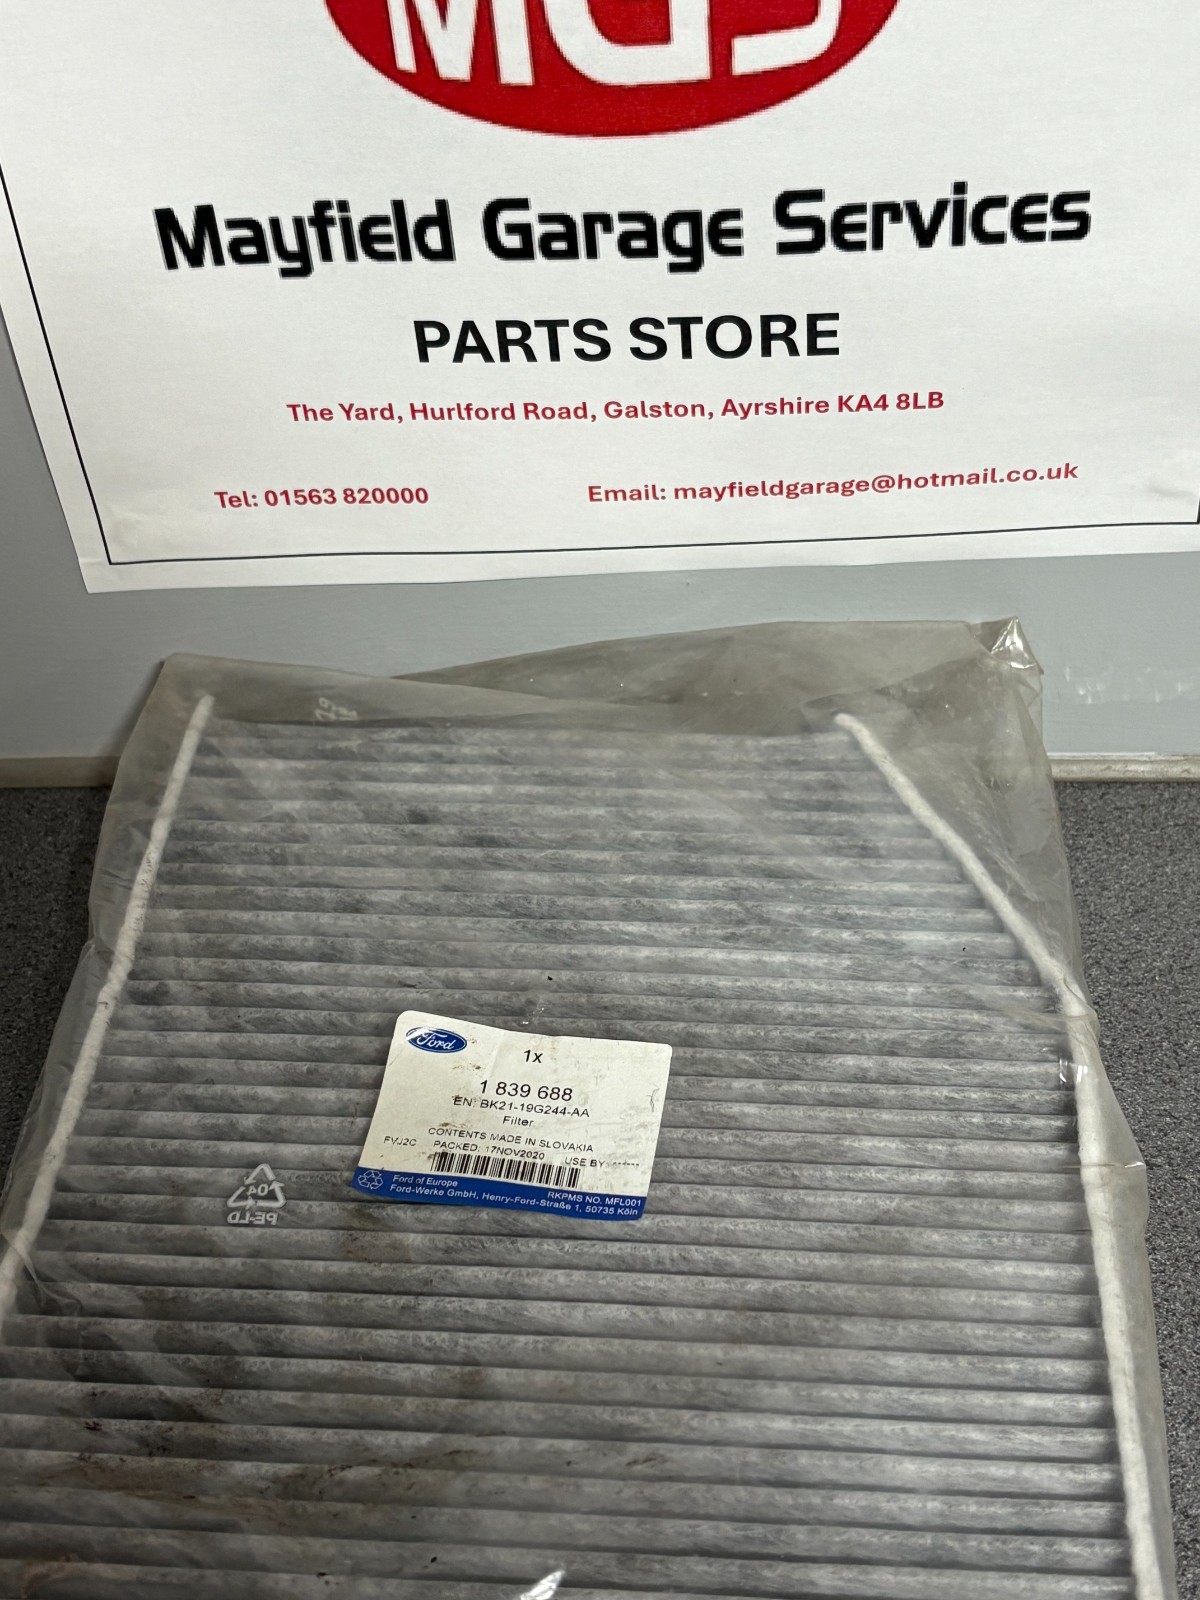 MGS
Mayfield Garage Services
PARTS STORE
The Yard, Hurlford Road, Galston, Ayrshire KA4 8LB
Tel: 01563 820000 Email: mayfieldgarage@hotmail.co.uk
Ford
1x
1 839 688
EN BK21-19G244-AA
Filter
CONTENTS MADE IN SLOVAKIA
FVJ2C PACKED: 17NOV2020 USE BY: ******
Ford of Europe RKPMS NO. MFL001
Ford-Werke GmbH, Henry-Ford-Straße 1, 50735 Köln
04
PE-LD